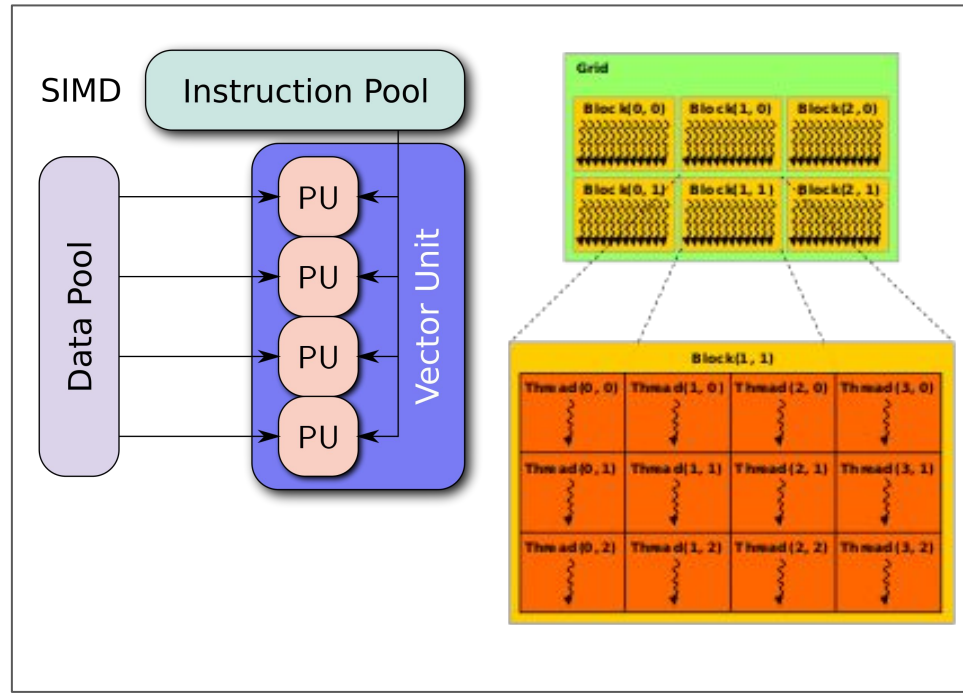 SIMD
Instruction Pool
Data Pool
PU
PU
PU
PU
Vector Unit
Grid
Block(0, 0) Block(1, 0) Block(2, 0)
Block(0, 1) Block(1, 1) Block(2, 1)
Block(1, 1)
Thread(0, 0) Thread(1, 0) Thread(2, 0) Thread(3, 0)
Thread(0, 1) Thread(1, 1) Thread(2, 1) Thread(3, 1)
Thread(0, 2) Thread(1, 2) Thread(2, 2) Thread(3, 2)